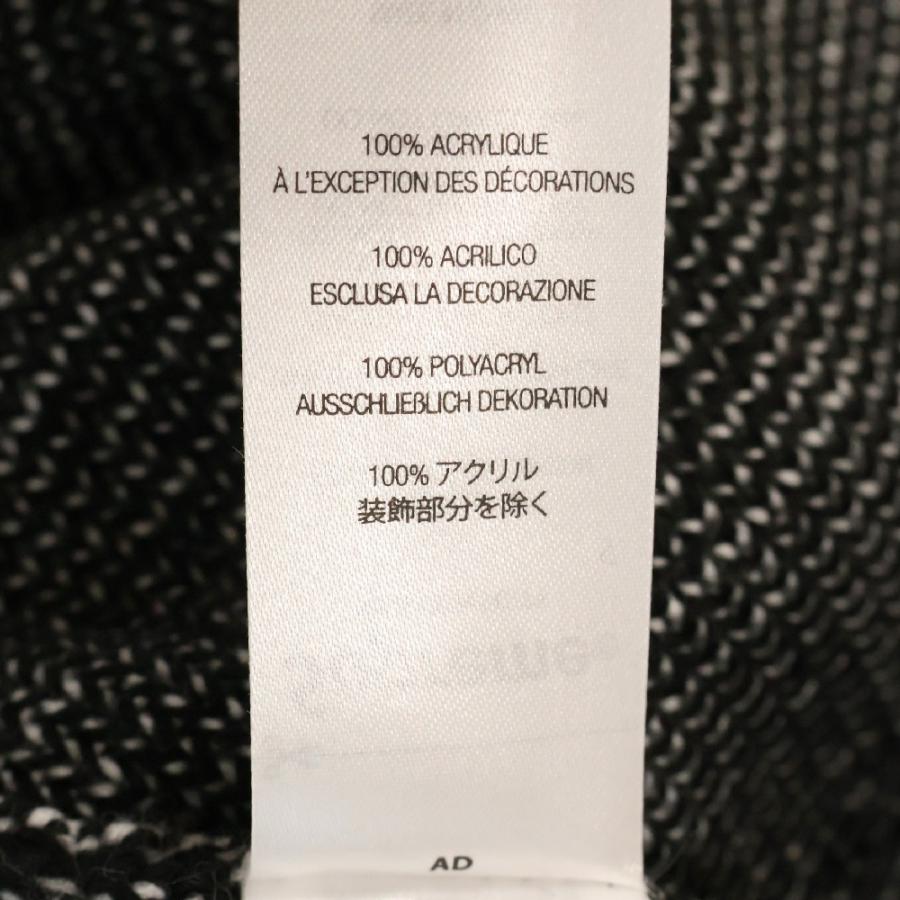 100% ACRYLIQUE
À L'EXCEPTION DES DÉCORATIONS
100% ACRILICO
ESCLUSA LA DECORAZIONE
100% POLYACRYL
AUSSCHLIEßLICH DEKORATION
100% アクリル
装飾部分を除く
AD